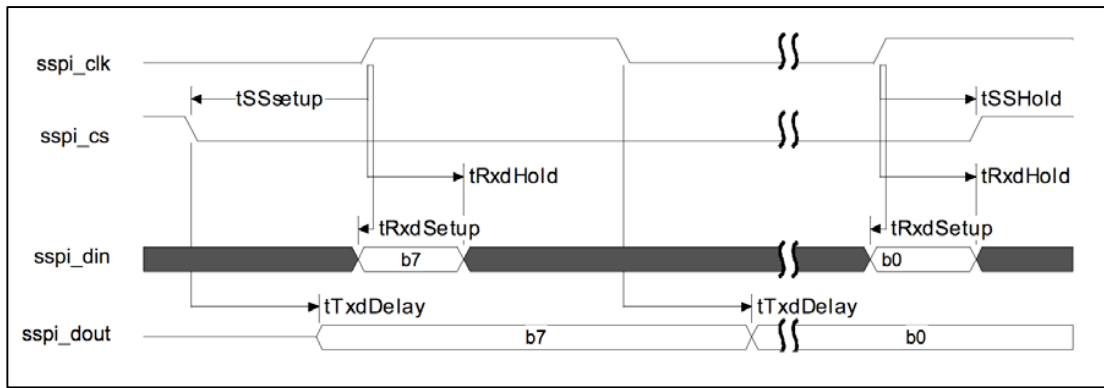 sspi_clk
tSSsetup
tSSHold
sspi_cs
tRxdHold
tRxdHold
tRxdSetup
tRxdSetup
sspi_din
b7
b0
tTxdDelay
tTxdDelay
sspi_dout
b7
b0